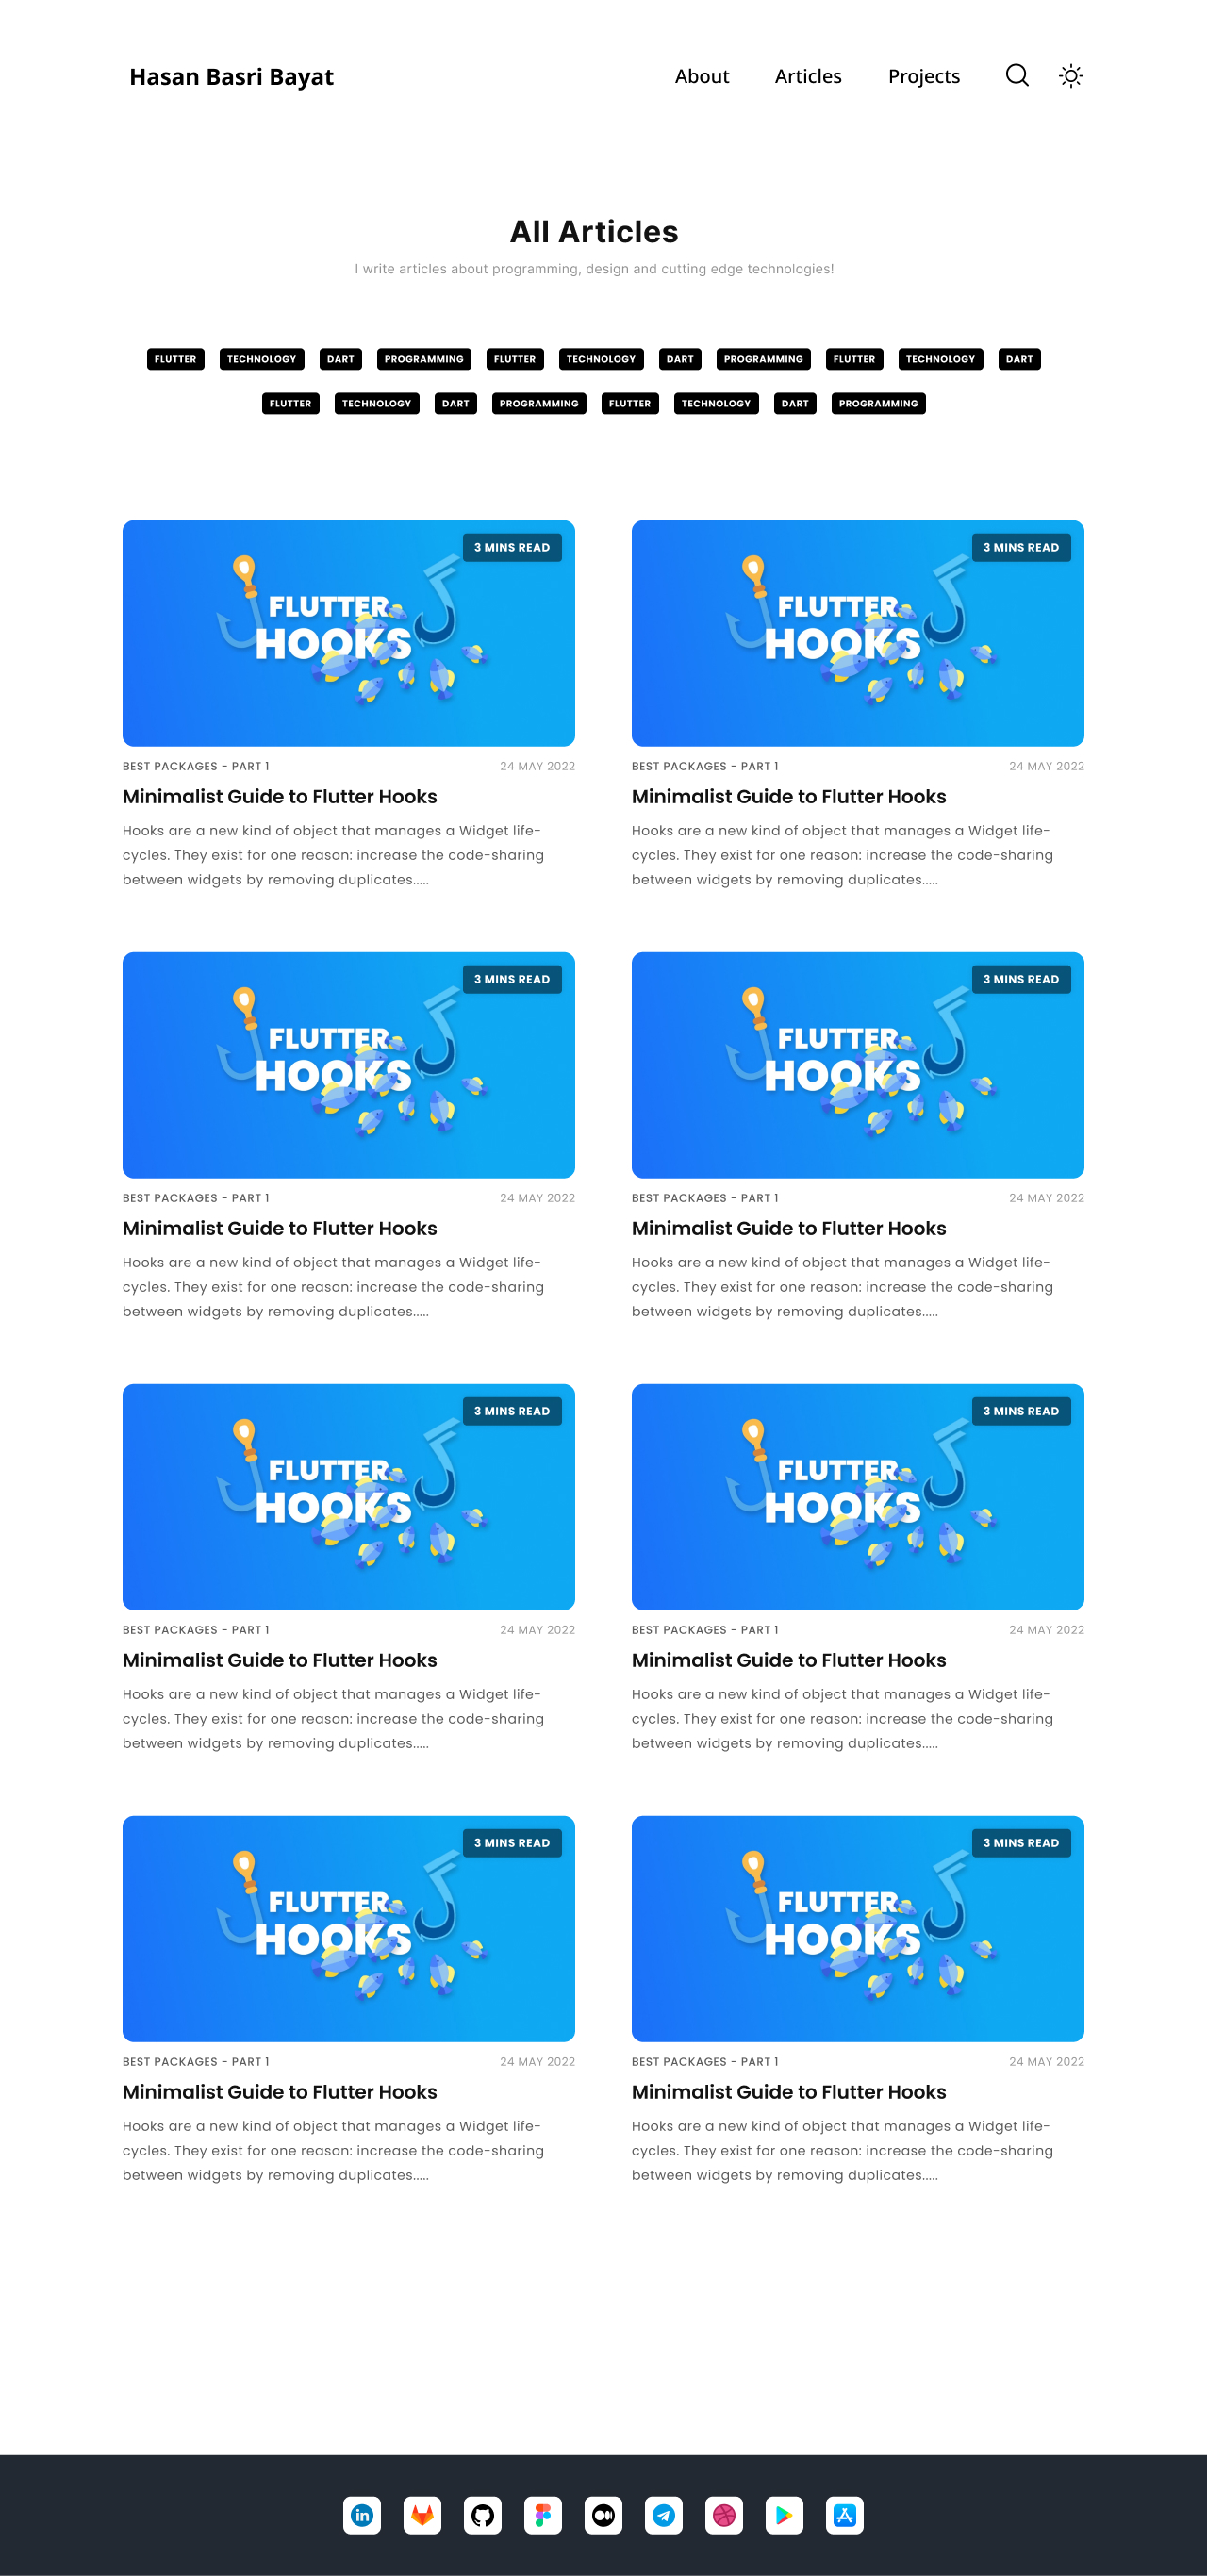 Hasan Basri Bayat
About Articles Projects
All Articles
I write articles about programming, design and cutting edge technologies!
FLUTTER TECHNOLOGY DART PROGRAMMING FLUTTER TECHNOLOGY DART PROGRAMMING FLUTTER TECHNOLOGY DART
FLUTTER TECHNOLOGY DART PROGRAMMING FLUTTER TECHNOLOGY DART PROGRAMMING
3 MINS READ
FLUTTER
HOOKS
BEST PACKAGES - PART 1 24 MAY 2022
Minimalist Guide to Flutter Hooks
Hooks are a new kind of object that manages a Widget life-
cycles. They exist for one reason: increase the code-sharing
between widgets by removing duplicates.....
3 MINS READ
FLUTTER
HOOKS
BEST PACKAGES - PART 1 24 MAY 2022
Minimalist Guide to Flutter Hooks
Hooks are a new kind of object that manages a Widget life-
cycles. They exist for one reason: increase the code-sharing
between widgets by removing duplicates.....
3 MINS READ
FLUTTER
HOOKS
BEST PACKAGES - PART 1 24 MAY 2022
Minimalist Guide to Flutter Hooks
Hooks are a new kind of object that manages a Widget life-
cycles. They exist for one reason: increase the code-sharing
between widgets by removing duplicates.....
3 MINS READ
FLUTTER
HOOKS
BEST PACKAGES - PART 1 24 MAY 2022
Minimalist Guide to Flutter Hooks
Hooks are a new kind of object that manages a Widget life-
cycles. They exist for one reason: increase the code-sharing
between widgets by removing duplicates.....
3 MINS READ
FLUTTER
HOOKS
BEST PACKAGES - PART 1 24 MAY 2022
Minimalist Guide to Flutter Hooks
Hooks are a new kind of object that manages a Widget life-
cycles. They exist for one reason: increase the code-sharing
between widgets by removing duplicates.....
3 MINS READ
FLUTTER
HOOKS
BEST PACKAGES - PART 1 24 MAY 2022
Minimalist Guide to Flutter Hooks
Hooks are a new kind of object that manages a Widget life-
cycles. They exist for one reason: increase the code-sharing
between widgets by removing duplicates.....
3 MINS READ
FLUTTER
HOOKS
BEST PACKAGES - PART 1 24 MAY 2022
Minimalist Guide to Flutter Hooks
Hooks are a new kind of object that manages a Widget life-
cycles. They exist for one reason: increase the code-sharing
between widgets by removing duplicates.....
3 MINS READ
FLUTTER
HOOKS
BEST PACKAGES - PART 1 24 MAY 2022
Minimalist Guide to Flutter Hooks
Hooks are a new kind of object that manages a Widget life-
cycles. They exist for one reason: increase the code-sharing
between widgets by removing duplicates.....
in